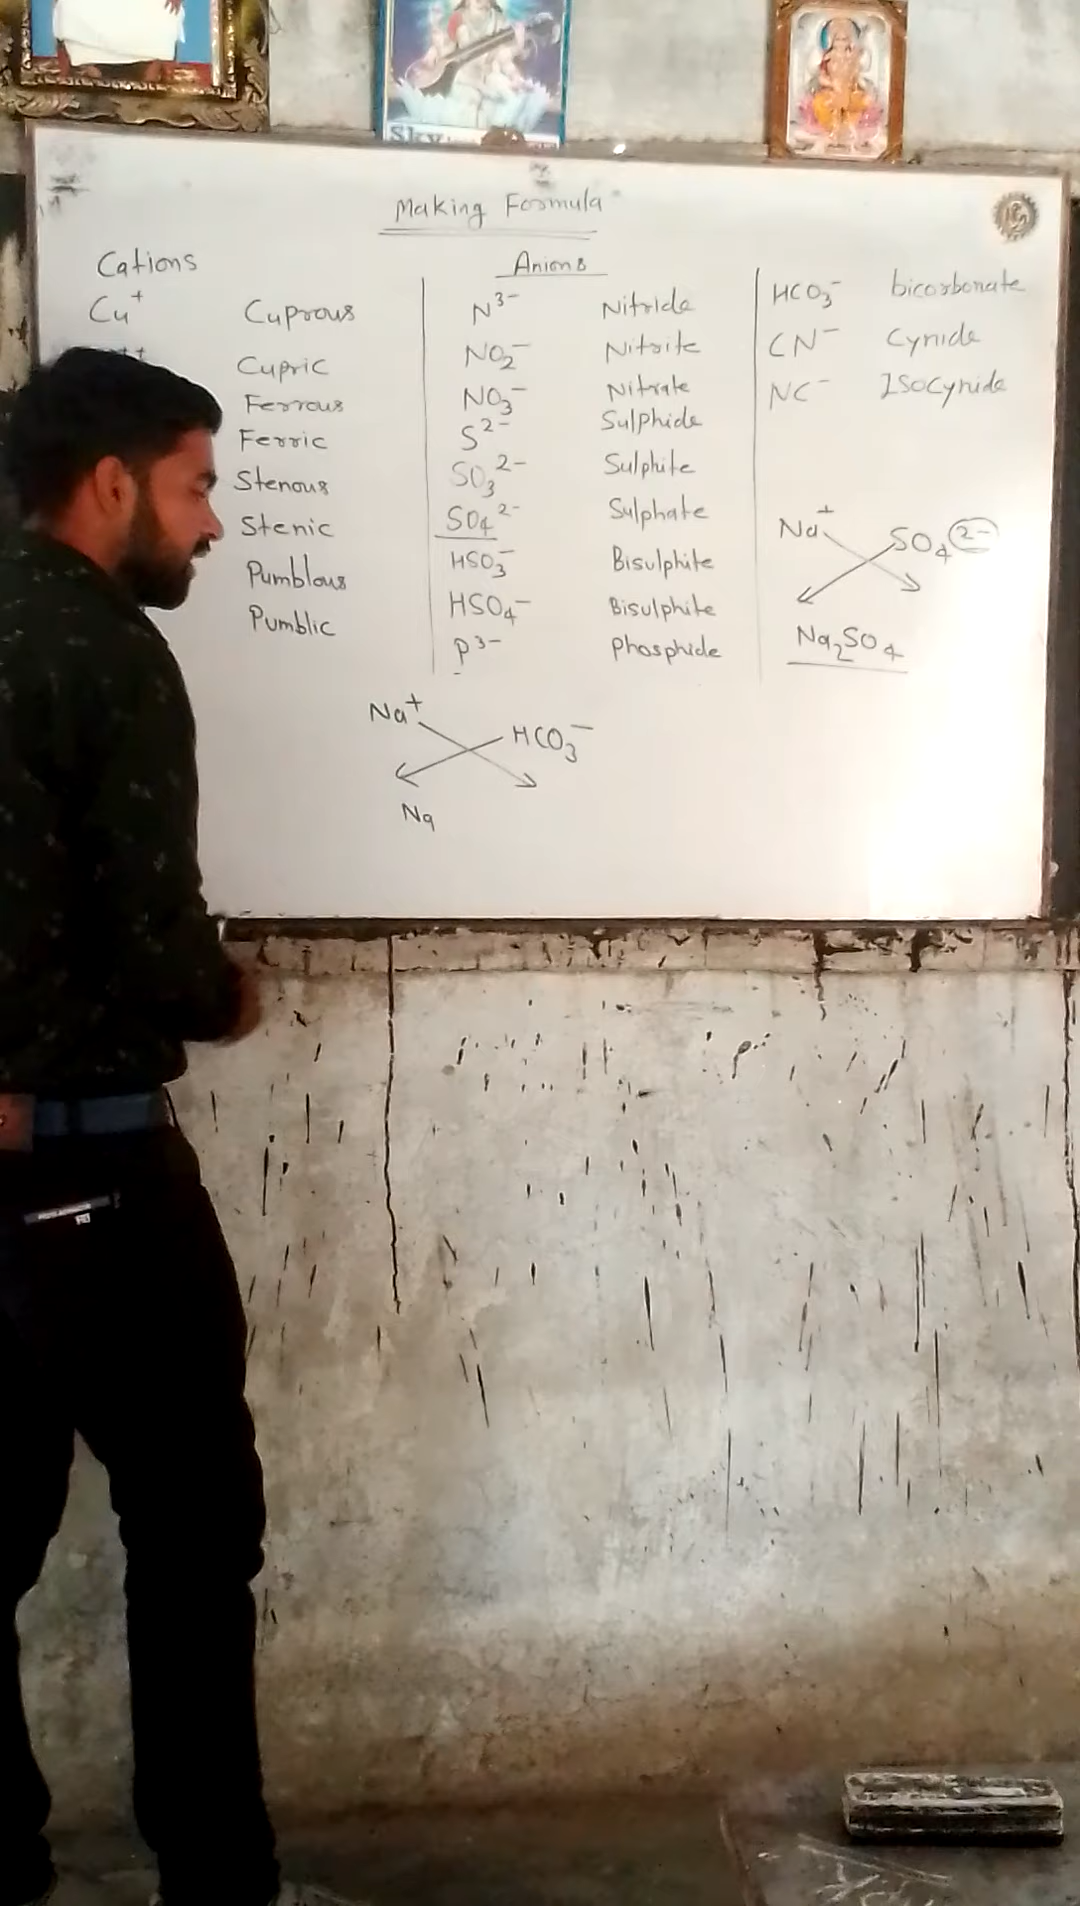 Sky
Making Formula
Cations
Cu+ Cuprous
++ Cupric
Ferrous
Ferric
Stenous
Stenic
Pumblous
Pumblic
Anions
N3- Nitride
NO2- Nitrite
NO3- Nitrate
S2- Sulphide
SO3 2- Sulphite
SO4 2- Sulphate
HSO3- Bisulphite
HSO4- Bisulphite
P3- Phosphide
HCO3- bicorbonate
CN- Cynide
NC- Isocynide
Na+ SO4 2-
Na2SO4
Na+ HCO3-
Na